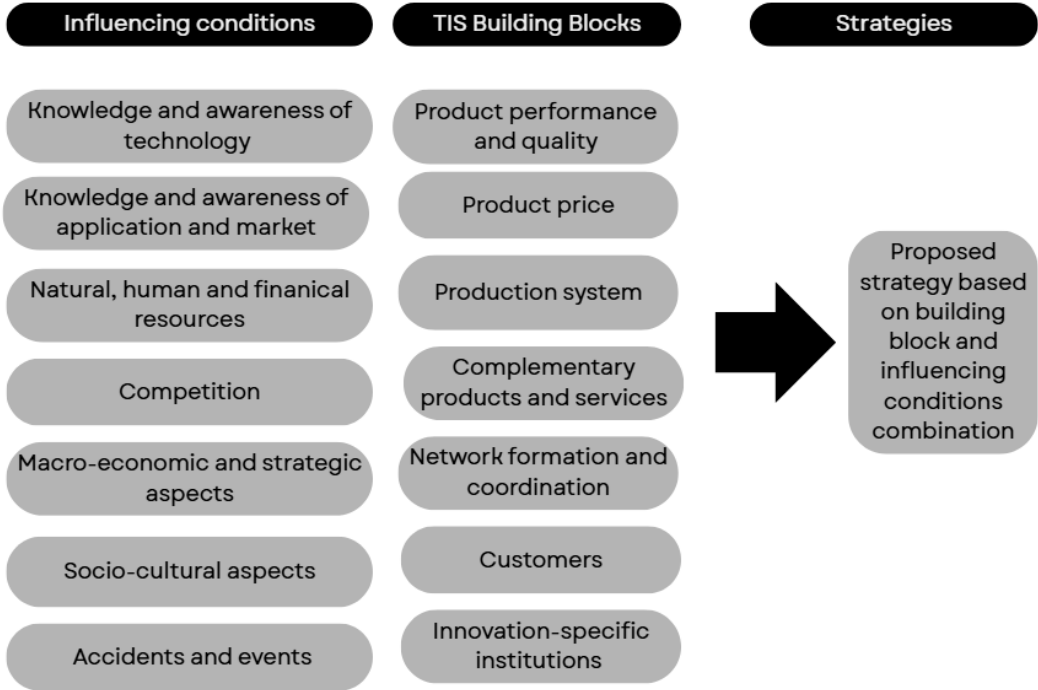 Influencing conditions
TIS Building Blocks
Strategies
Knowledge and awareness of
technology
Knowledge and awareness of
application and market
Natural, human and finanical
resources
Competition
Macro-economic and strategic
aspects
Socio-cultural aspects
Accidents and events
Product performance
and quality
Product price
Production system
Complementary
products and services
Network formation and
coordination
Customers
Innovation-specific
institutions
Proposed
strategy based
on building
block and
influencing
conditions
combination